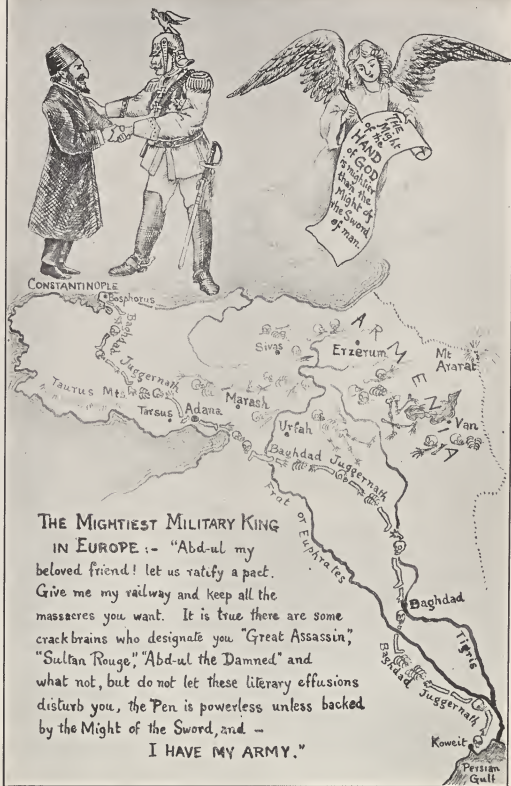 THE
Might
of the
HAND
of GOD
is mightier
than the
Might of
the Sword
of man.
CONSTANTINOPLE
Bosphorus
Baghdad Juggernath
ARMENIA
Sivas
Erzerum
Mt
Ararat
Taurus Mts
Marash
Van
Tarsus
Adana
Urfah
Baghdad Juggernath
Frat or Euphrates
THE MIGHTIEST MILITARY KING
IN EUROPE :- "Abd-ul my
beloved friend! let us ratify a pact.
Give me my railway and keep all the
massacres you want. It is true there are some
crackbrains who designate you "Great Assassin,"
"Sultan Rouge," "Abd-ul the Damned" and
what not, but do not let these literary effusions
disturb you, the Pen is powerless unless backed
by the Might of the Sword, and -
I HAVE MY ARMY."
Baghdad
Tigris
Baghdad Juggernath
Koweit
Persian
Gulf